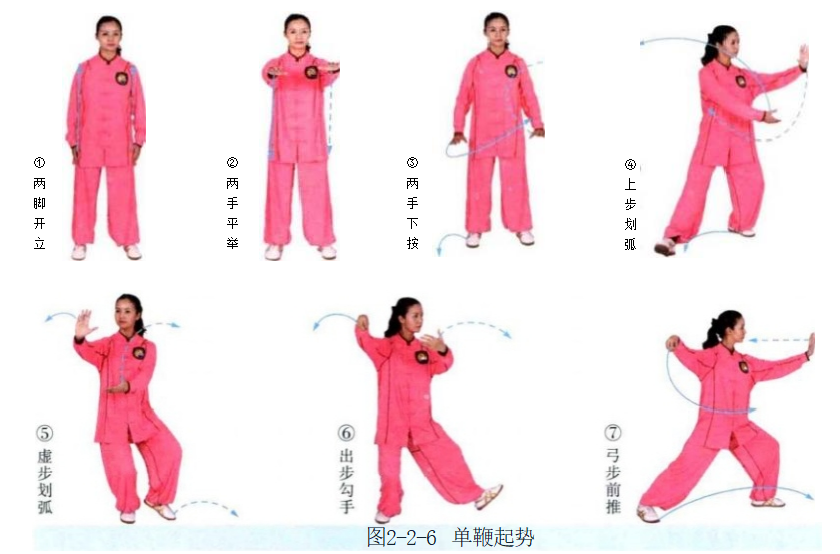 ① 两脚开立
② 两手平举
③ 两手下按
④ 上步划弧
⑤ 虚步划弧
⑥ 出步勾手
⑦ 弓步前推
图2-2-6 单鞭起势